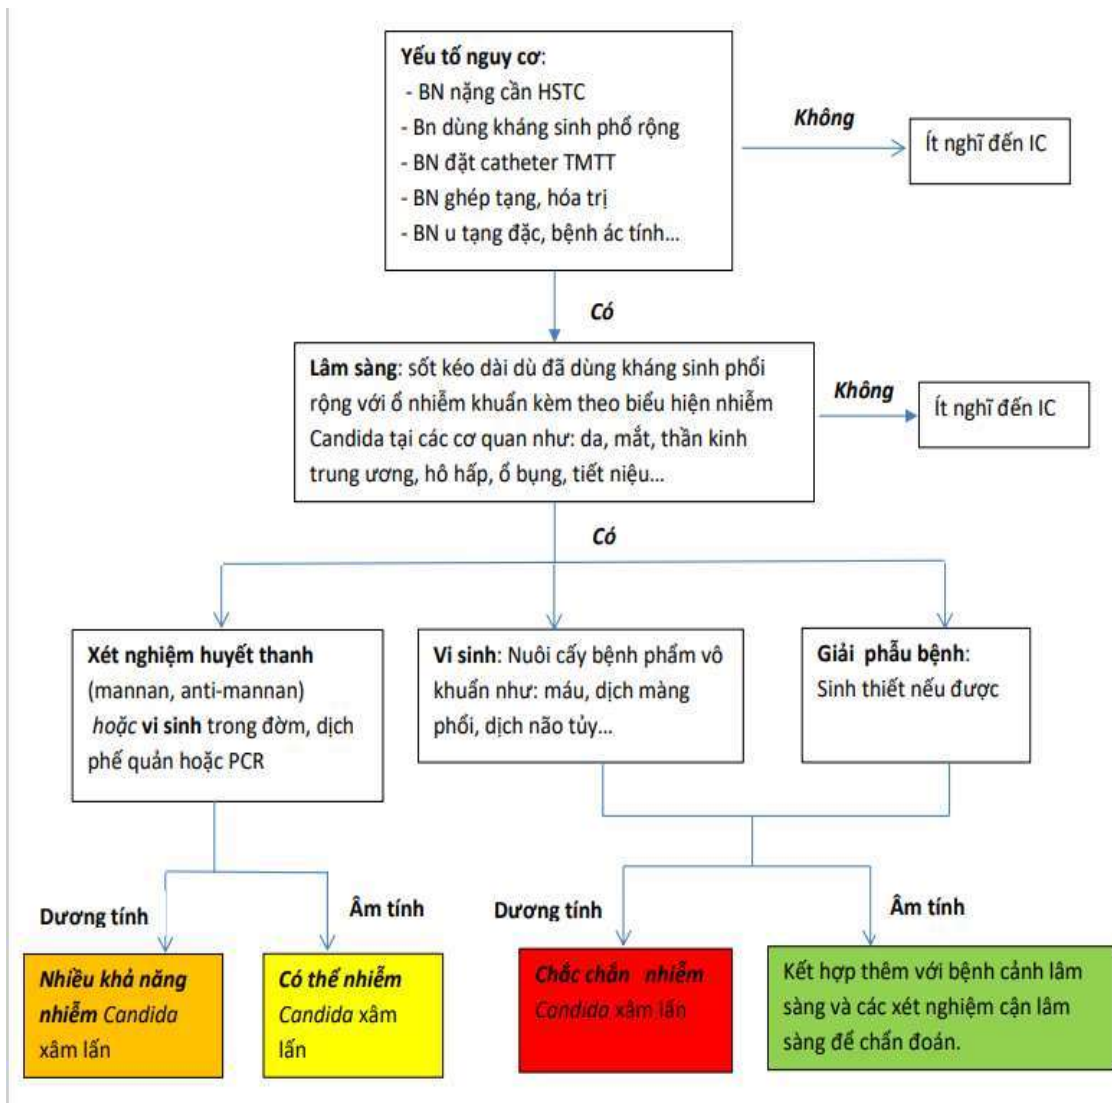 Yếu tố nguy cơ:
- BN nặng cần HSTC
- Bn dùng kháng sinh phổ rộng
- BN đặt catheter TMTT
- BN ghép tạng, hóa trị
- BN u tạng đặc, bệnh ác tính...
Không
Ít nghĩ đến IC
Có
Lâm sàng: sốt kéo dài dù đã dùng kháng sinh phổi
rộng với ổ nhiễm khuẩn kèm theo biểu hiện nhiễm
Candida tại các cơ quan như: da, mắt, thần kinh
trung ương, hô hấp, ổ bụng, tiết niệu...
Không
Ít nghĩ đến IC
Có
Xét nghiệm huyết thanh
(mannan, anti-mannan)
hoặc vi sinh trong đờm, dịch
phế quản hoặc PCR
Vi sinh: Nuôi cấy bệnh phẩm vô
khuẩn như: máu, dịch màng
phổi, dịch não tủy...
Giải phẫu bệnh:
Sinh thiết nếu được
Dương tính
Âm tính
Dương tính
Âm tính
Nhiều khả năng
nhiễm Candida
xâm lấn
Có thể nhiễm
Candida xâm
lấn
Chắc chắn nhiễm
Candida xâm lấn
Kết hợp thêm với bệnh cảnh lâm
sàng và các xét nghiệm cận lâm
sàng để chẩn đoán.